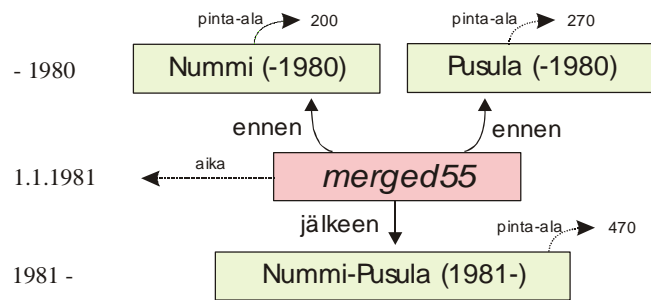 pinta-ala 200 pinta-ala 270
- 1980 Nummi (-1980) Pusula (-1980)
ennen ennen
aika
1.1.1981 merged55
jälkeen pinta-ala 470
1981 - Nummi-Pusula (1981-)